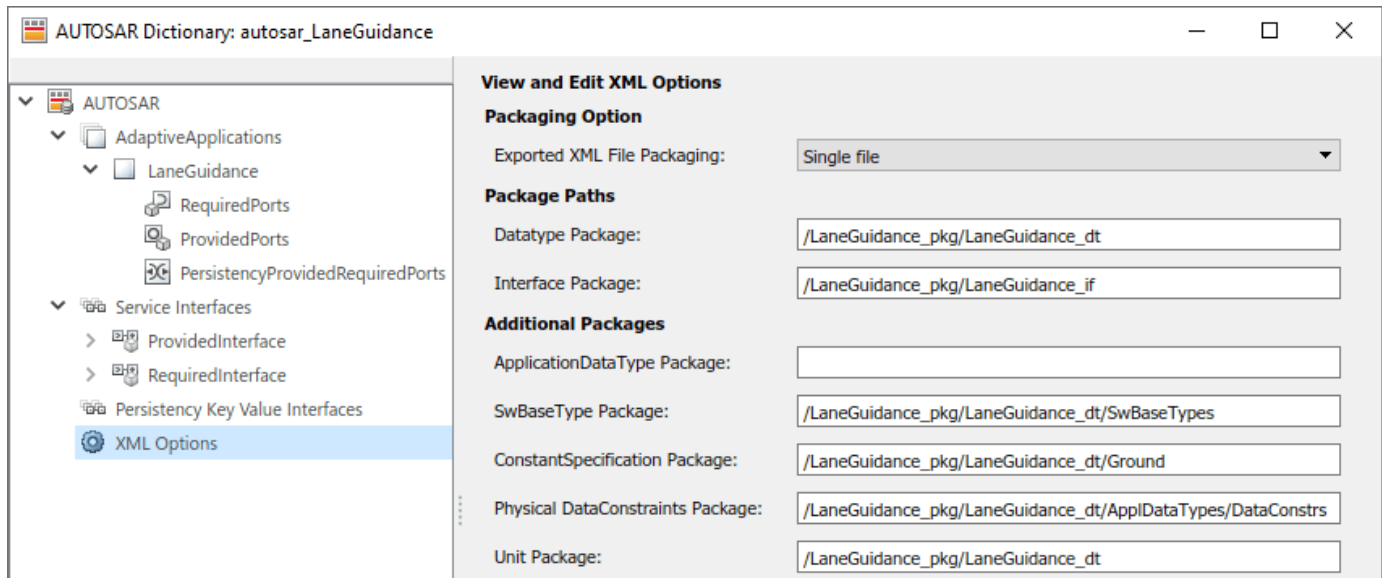 AUTOSAR Dictionary: autosar_LaneGuidance
AUTOSAR
AdaptiveApplications
LaneGuidance
RequiredPorts
ProvidedPorts
PersistencyProvidedRequiredPorts
Service Interfaces
ProvidedInterface
RequiredInterface
Persistency Key Value Interfaces
XML Options
View and Edit XML Options
Packaging Option
Exported XML File Packaging: Single file
Package Paths
Datatype Package: /LaneGuidance_pkg/LaneGuidance_dt
Interface Package: /LaneGuidance_pkg/LaneGuidance_if
Additional Packages
ApplicationDataType Package:
SwBaseType Package: /LaneGuidance_pkg/LaneGuidance_dt/SwBaseTypes
ConstantSpecification Package: /LaneGuidance_pkg/LaneGuidance_dt/Ground
Physical DataConstraints Package: /LaneGuidance_pkg/LaneGuidance_dt/ApplDataTypes/DataConstrs
Unit Package: /LaneGuidance_pkg/LaneGuidance_dt